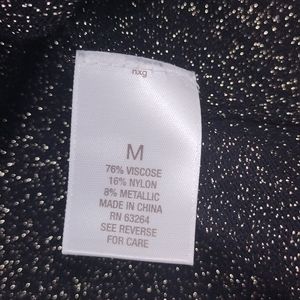 nxg
M
76% VISCOSE
16% NYLON
8% METALLIC
MADE IN CHINA
RN 63264
SEE REVERSE
FOR CARE